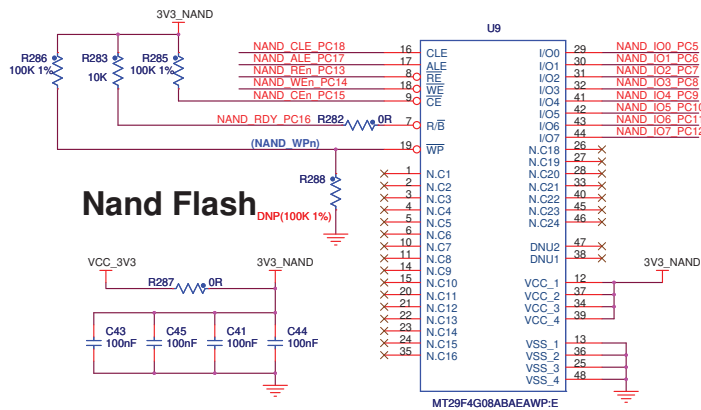 3V3_NAND
U9
R286
100K 1%
R283
10K
R285
100K 1%
NAND_CLE_PC18
NAND_ALE_PC17
NAND_REn_PC13
NAND_WEn_PC14
NAND_CEn_PC15
NAND_RDY_PC16
R282
0R
(NAND_WPn)
R288
DNP(100K 1%)
Nand Flash
16 CLE
17 ALE
8 RE
18 WE
9 CE
7 R/B
19 WP
1 N.C1
2 N.C2
3 N.C3
4 N.C4
5 N.C5
6 N.C6
10 N.C7
11 N.C8
14 N.C9
15 N.C10
20 N.C11
21 N.C12
22 N.C13
23 N.C14
24 N.C15
35 N.C16
I/O0 29 NAND_IO0_PC5
I/O1 30 NAND_IO1_PC6
I/O2 31 NAND_IO2_PC7
I/O3 32 NAND_IO3_PC8
I/O4 41 NAND_IO4_PC9
I/O5 42 NAND_IO5_PC10
I/O6 43 NAND_IO6_PC11
I/O7 44 NAND_IO7_PC12
N.C18 26
N.C19 27
N.C20 28
N.C21 33
N.C22 40
N.C23 45
N.C24 46
DNU2 47
DNU1 38
VCC_1 12
VCC_2 37
VCC_3 34
VCC_4 39
3V3_NAND
VSS_1 13
VSS_2 36
VSS_3 25
VSS_4 48
MT29F4G08ABAEAWP:E
VCC_3V3
R287
0R
3V3_NAND
C43
100nF
C45
100nF
C41
100nF
C44
100nF